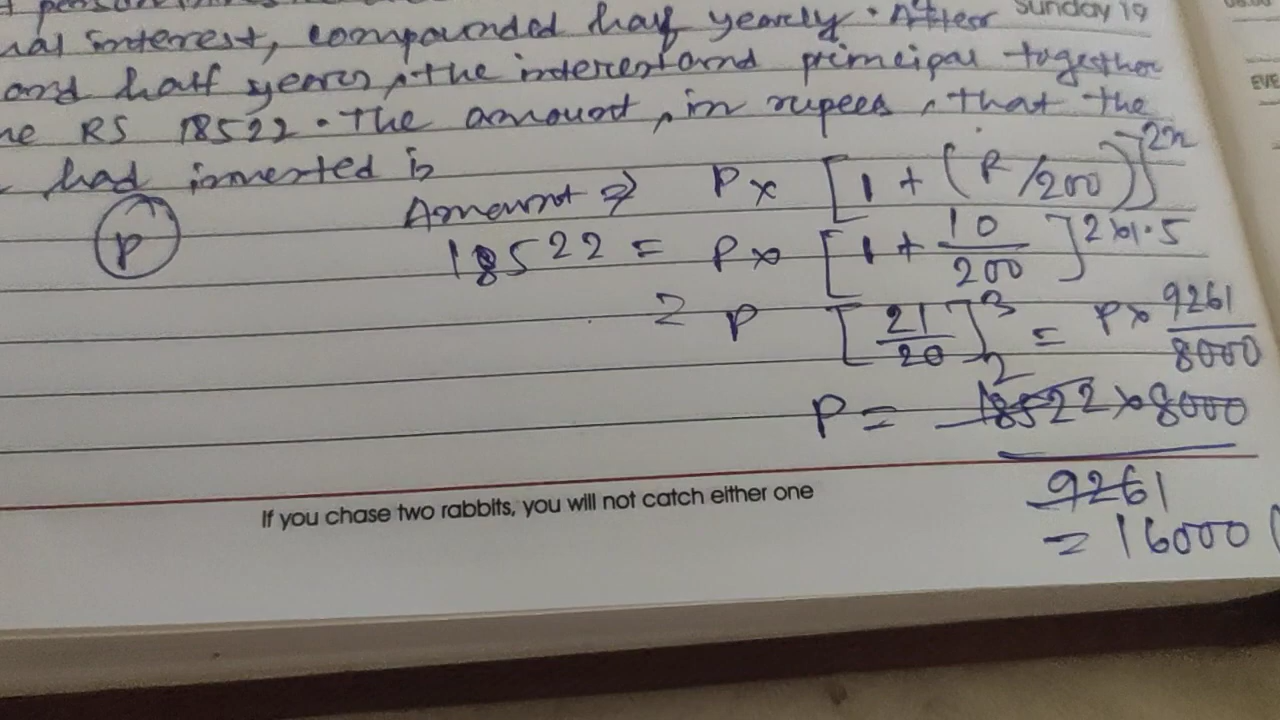 Sunday 19
interest, compounded half yearly. After
and half years, the interest and principal together
RS 18522. The amount, in rupees, that the
had invested is
Amount ⇒ P× [1 + (R/200)]^2n
P
18522 = P× [1 + 10/200]^2×1.5
= P [21/20]^3 = P× 9261/8000
2
P = 18522×8000/9261
= 16000
If you chase two rabbits, you will not catch either one
EVE